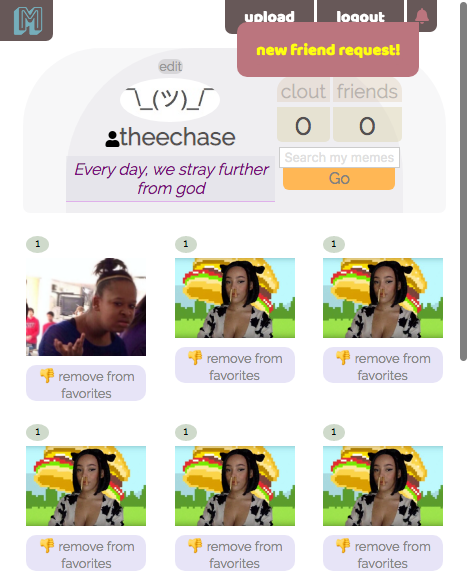 M
upload logout
new friend request!
edit
¯\_(ツ)_/¯
theechase
Every day, we stray further
from god
clout friends
0 0
Search my memes
Go
1 1 1
👎 remove from
favorites
👎 remove from
favorites
👎 remove from
favorites
1 1 1
👎 remove from
favorites
👎 remove from
favorites
👎 remove from
favorites